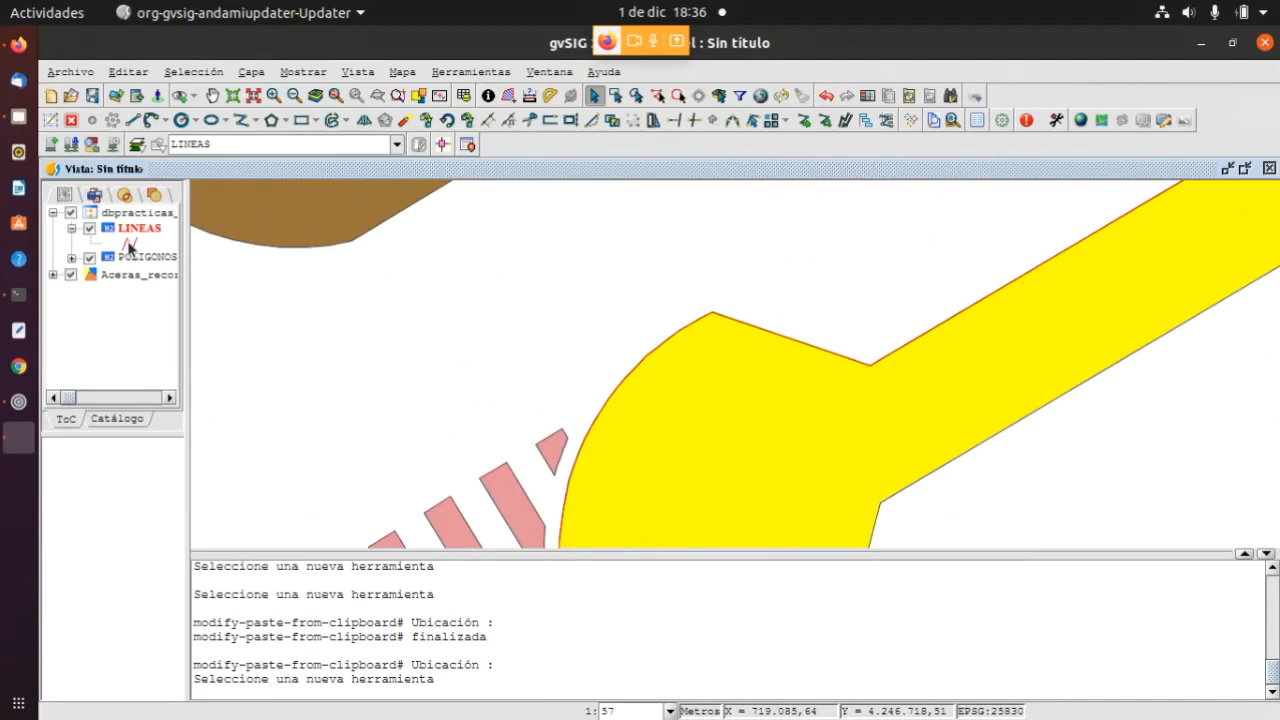 Actividades org-gvsig-andamiupdater-Updater 1 de dic 18:36
gvSIG el : Sin título
Archivo Editar Selección Capa Mostrar Vista Mapa Herramientas Ventana Ayuda
LINEAS
Vista: Sin título
dbpracticas_
LINEAS
POLIGONOS
Aceras_reco
ToC Catálogo
Seleccione una nueva herramienta
Seleccione una nueva herramienta
modify-paste-from-clipboard# Ubicación :
modify-paste-from-clipboard# finalizada
modify-paste-from-clipboard# Ubicación :
Seleccione una nueva herramienta
1: 57 Metros X = 719.085,64 Y = 4.246.718,51 EPSG:25830